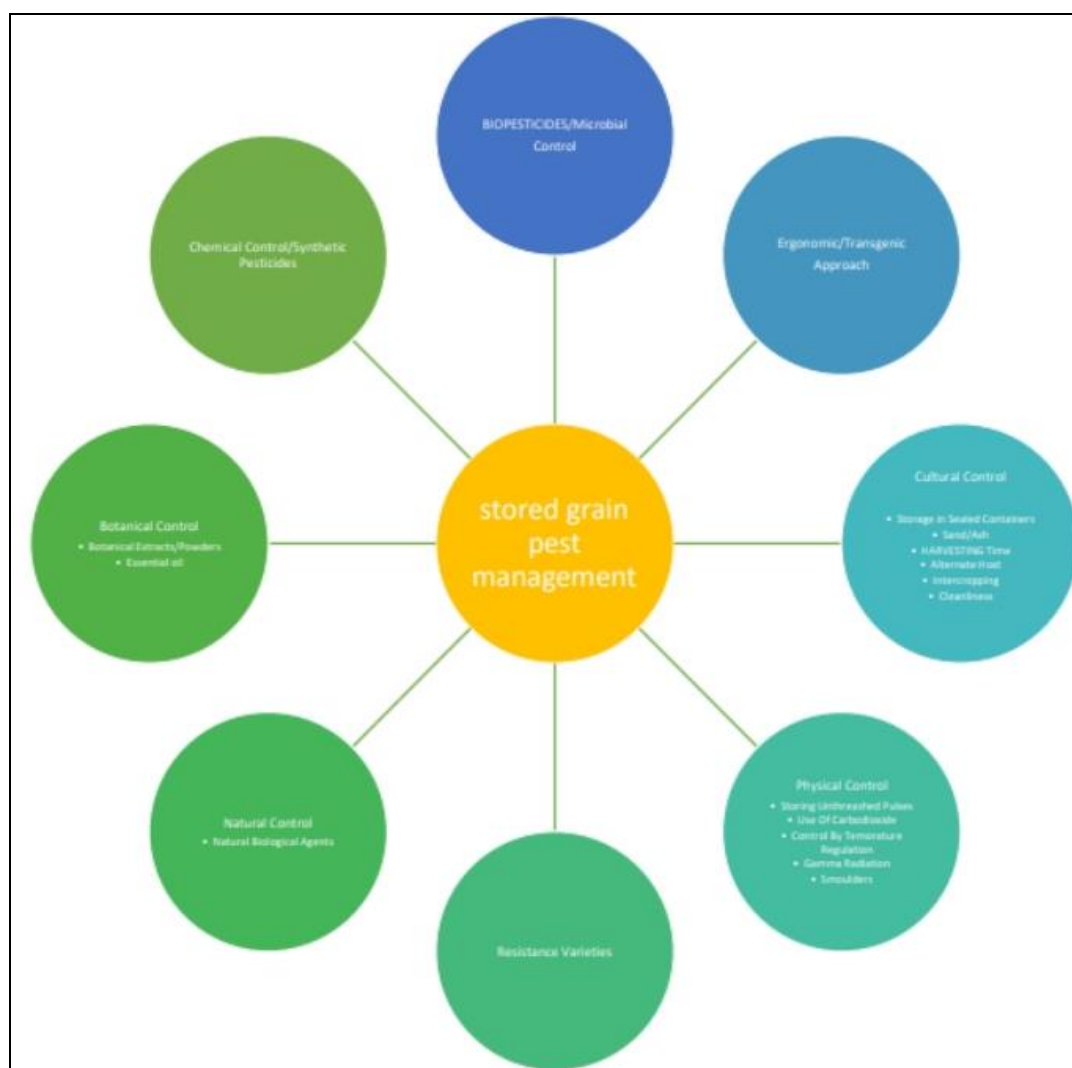 BIOPESTICIDES/Microbial
Control
Ergonomic/Transgenic
Approach
Cultural Control
• Storage in Sealed Containers
• Sand/Ash
• HARVESTING Time
• Alternate Host
• Intercropping
• Cleanliness
Physical Control
• Storing Unthreshed Pulses
• Use Of Carbodioxide
• Control By Temorature
Regulation
• Gamma Radiation
• Smoulders
Resistance Varieties
Natural Control
• Natural Biological Agents
Botanical Control
• Botanical Extracts/Powders
• Essential oil
Chemical Control/Synthetic
Pesticides
stored grain
pest
management